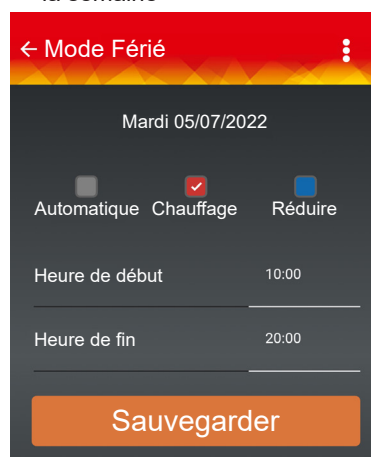 ← Mode Férié
Mardi 05/07/2022
Automatique Chauffage Réduire
Heure de début 10:00
Heure de fin 20:00
Sauvegarder